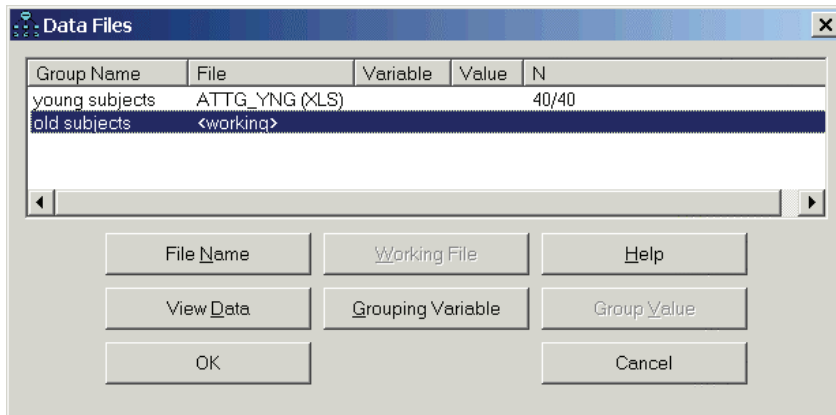 Data Files
Group Name File Variable Value N
young subjects ATTG_YNG (XLS) 40/40
old subjects <working>
File Name Working File Help
View Data Grouping Variable Group Value
OK Cancel